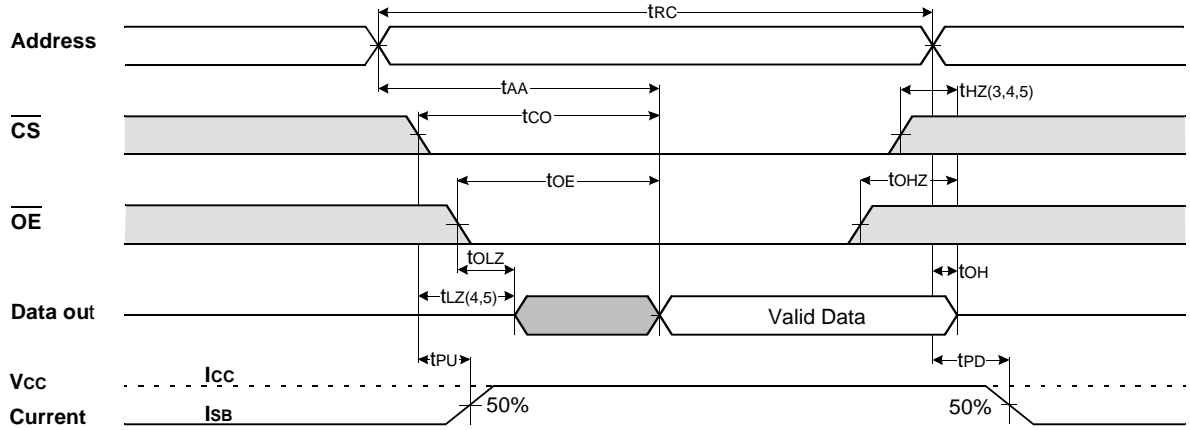 tRC
Address
tAA
tHZ(3,4,5)
CS
tCO
tOE
tOHZ
OE
tOLZ
tOH
tLZ(4,5)
Data out
Valid Data
tPU
tPD
VCC
ICC
50%
50%
Current
ISB